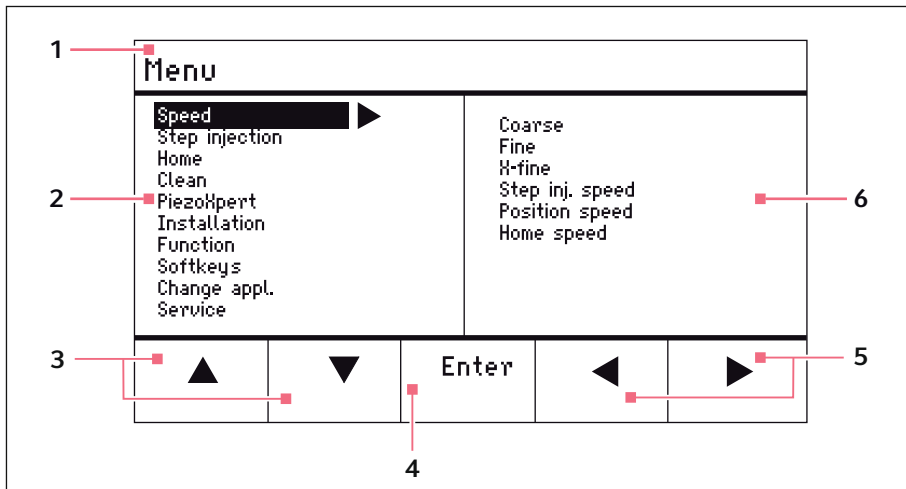 1
Menu
Speed
Step injection
Home
Clean
PiezoXpert
Installation
Function
Softkeys
Change appl.
Service
2
Coarse
Fine
X-fine
Step inj. speed
Position speed
Home speed
6
3
Enter
5
4